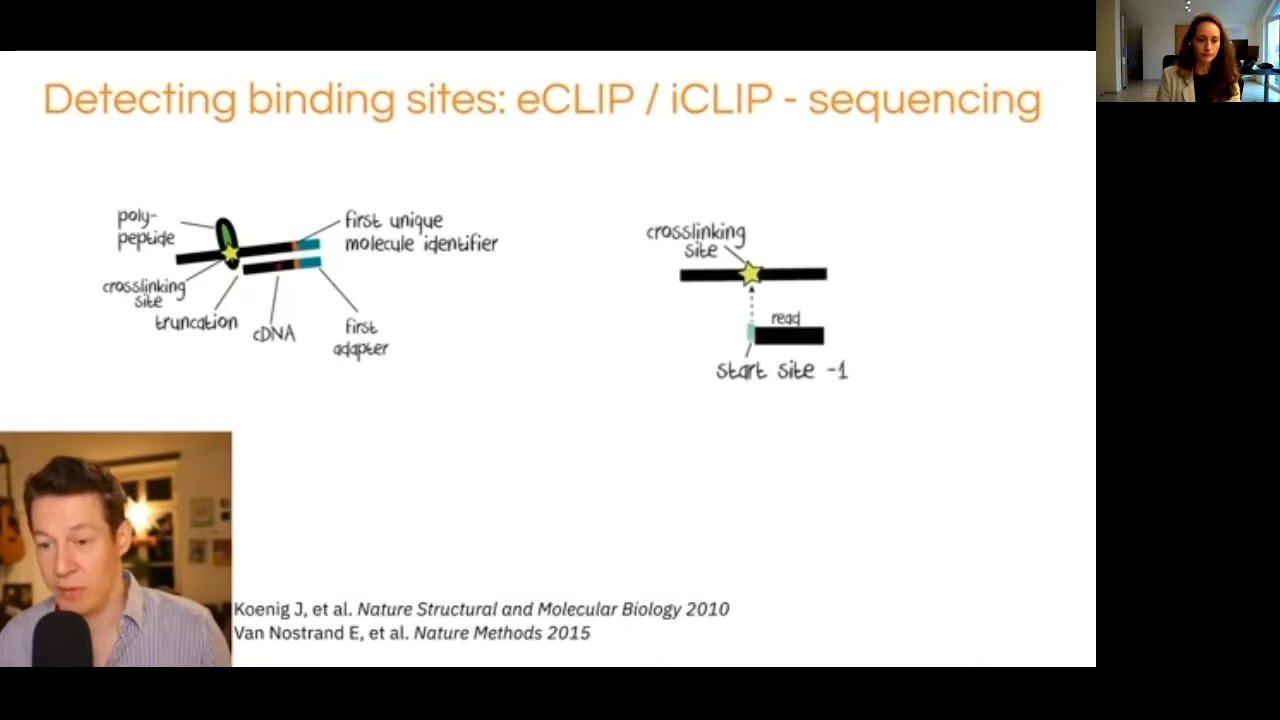 Detecting binding sites: eCLIP / iCLIP - sequencing
poly-
peptide
first unique
molecule identifier
crosslinking
site
truncation
cDNA
first
adapter
crosslinking
site
read
start site -1
Koenig J, et al. Nature Structural and Molecular Biology 2010
Van Nostrand E, et al. Nature Methods 2015